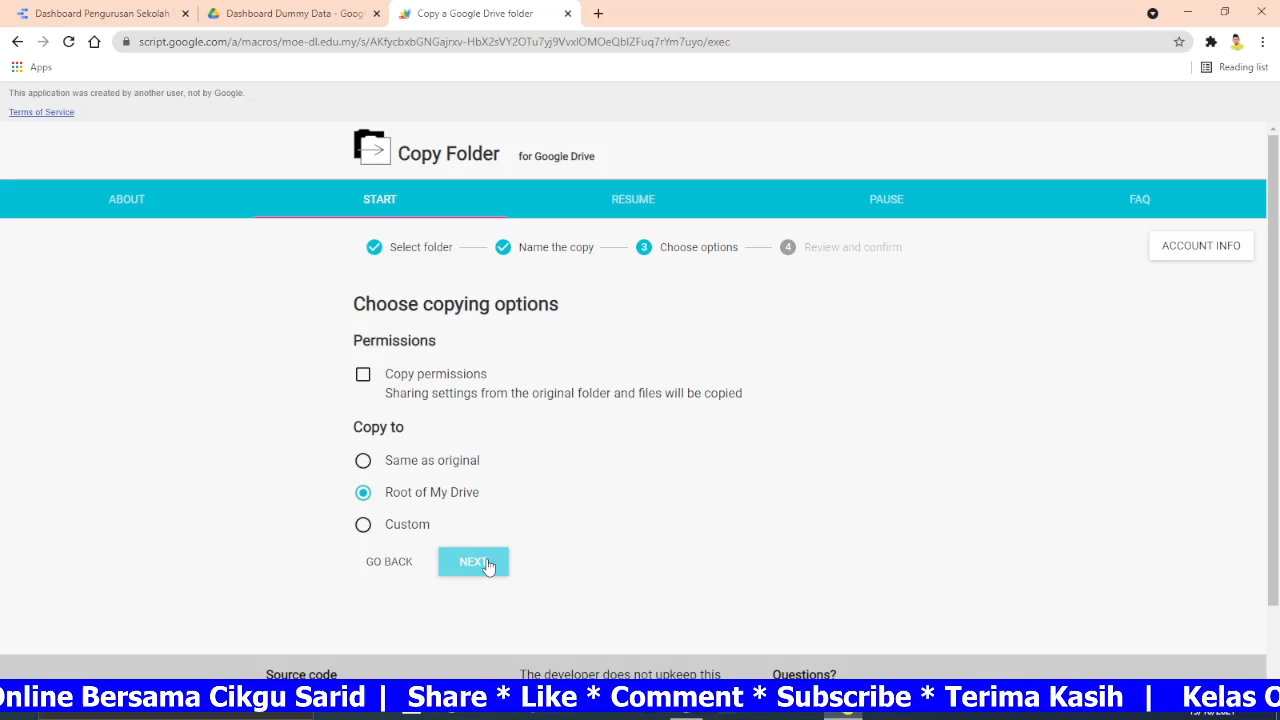 Dashboard Pengurusan Sekolah
Dashboard Dummy Data - Goog
Copy a Google Drive folder
script.google.com/a/macros/moe-dl.edu.my/s/AKfycbxbGNGajrxv-HbX2sVY2OTu7yj9VvxlOMOeQblZFuq7rYm7uyo/exec
Apps
Reading list
This application was created by another user, not by Google.
Terms of Service
Copy Folder for Google Drive
ABOUT START RESUME PAUSE FAQ
Select folder Name the copy 3 Choose options 4 Review and confirm
ACCOUNT INFO
Choose copying options
Permissions
Copy permissions
Sharing settings from the original folder and files will be copied
Copy to
Same as original
Root of My Drive
Custom
GO BACK NEXT
Source code The developer does not upkeep this Questions?
Online Bersama Cikgu Sarid | Share * Like * Comment * Subscribe * Terima Kasih | Kelas O